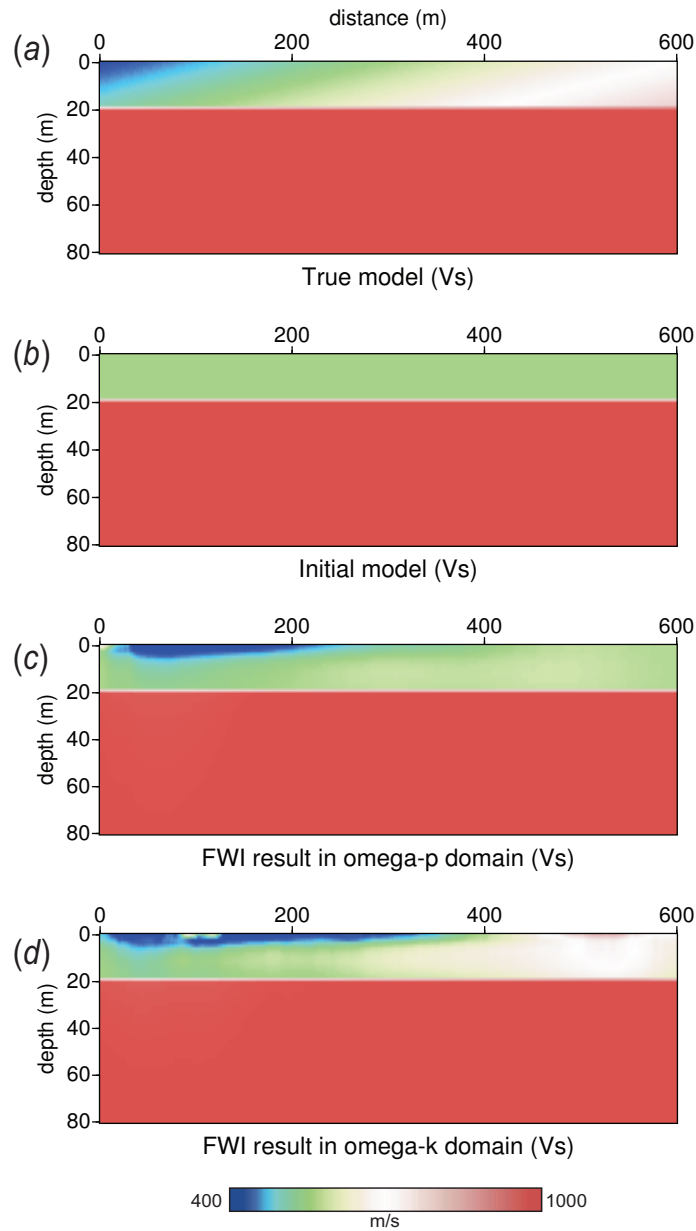 distance (m)
(a)
0 200 400 600
0
20
40
60
80
depth (m)
True model (Vs)
(b)
0 200 400 600
0
20
40
60
80
depth (m)
Initial model (Vs)
(c)
0 200 400 600
0
20
40
60
80
depth (m)
FWI result in omega-p domain (Vs)
(d)
0 200 400 600
0
20
40
60
80
depth (m)
FWI result in omega-k domain (Vs)
400 1000
m/s